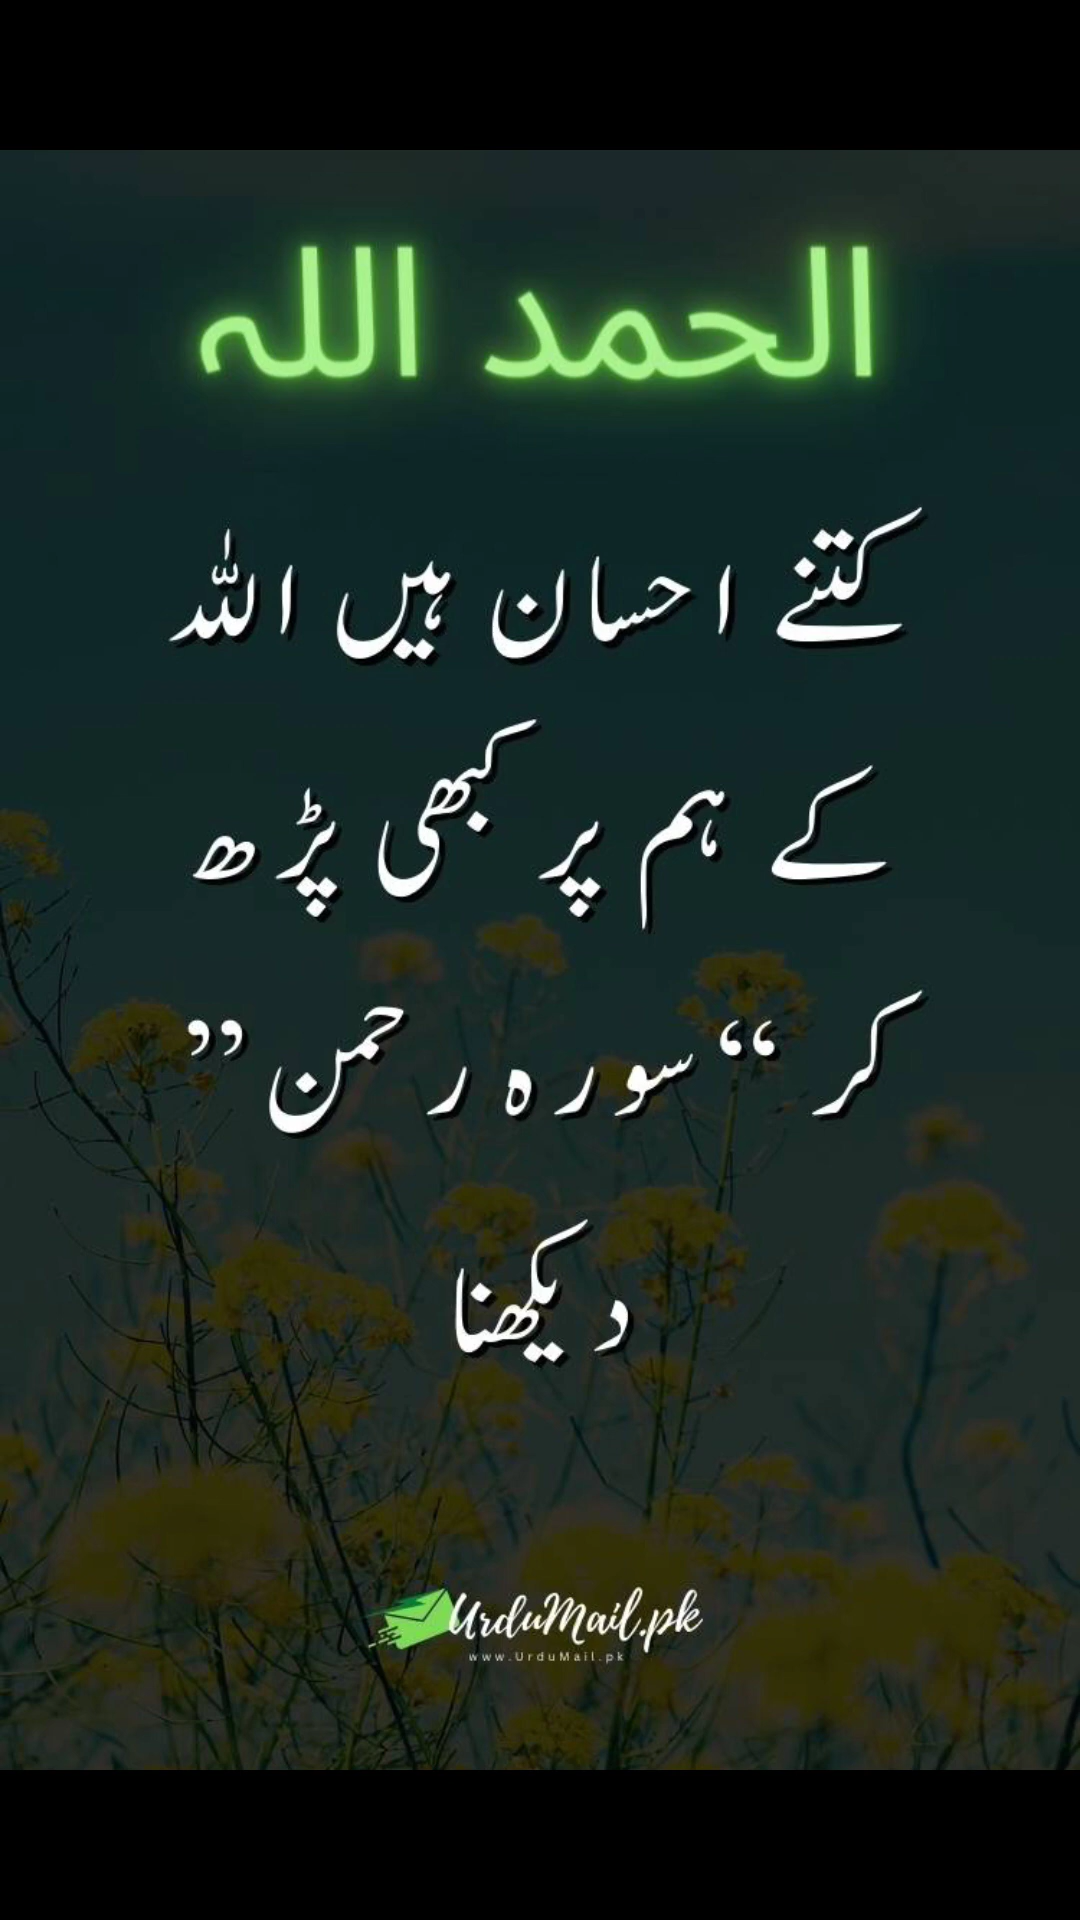 الحمد اللہ
کتنے احسان ہیں اللہ
کے ہم پر کبھی پڑھ
کر “سورہ رحمن”
دیکھنا
UrduMail.pk
www.UrduMail.pk